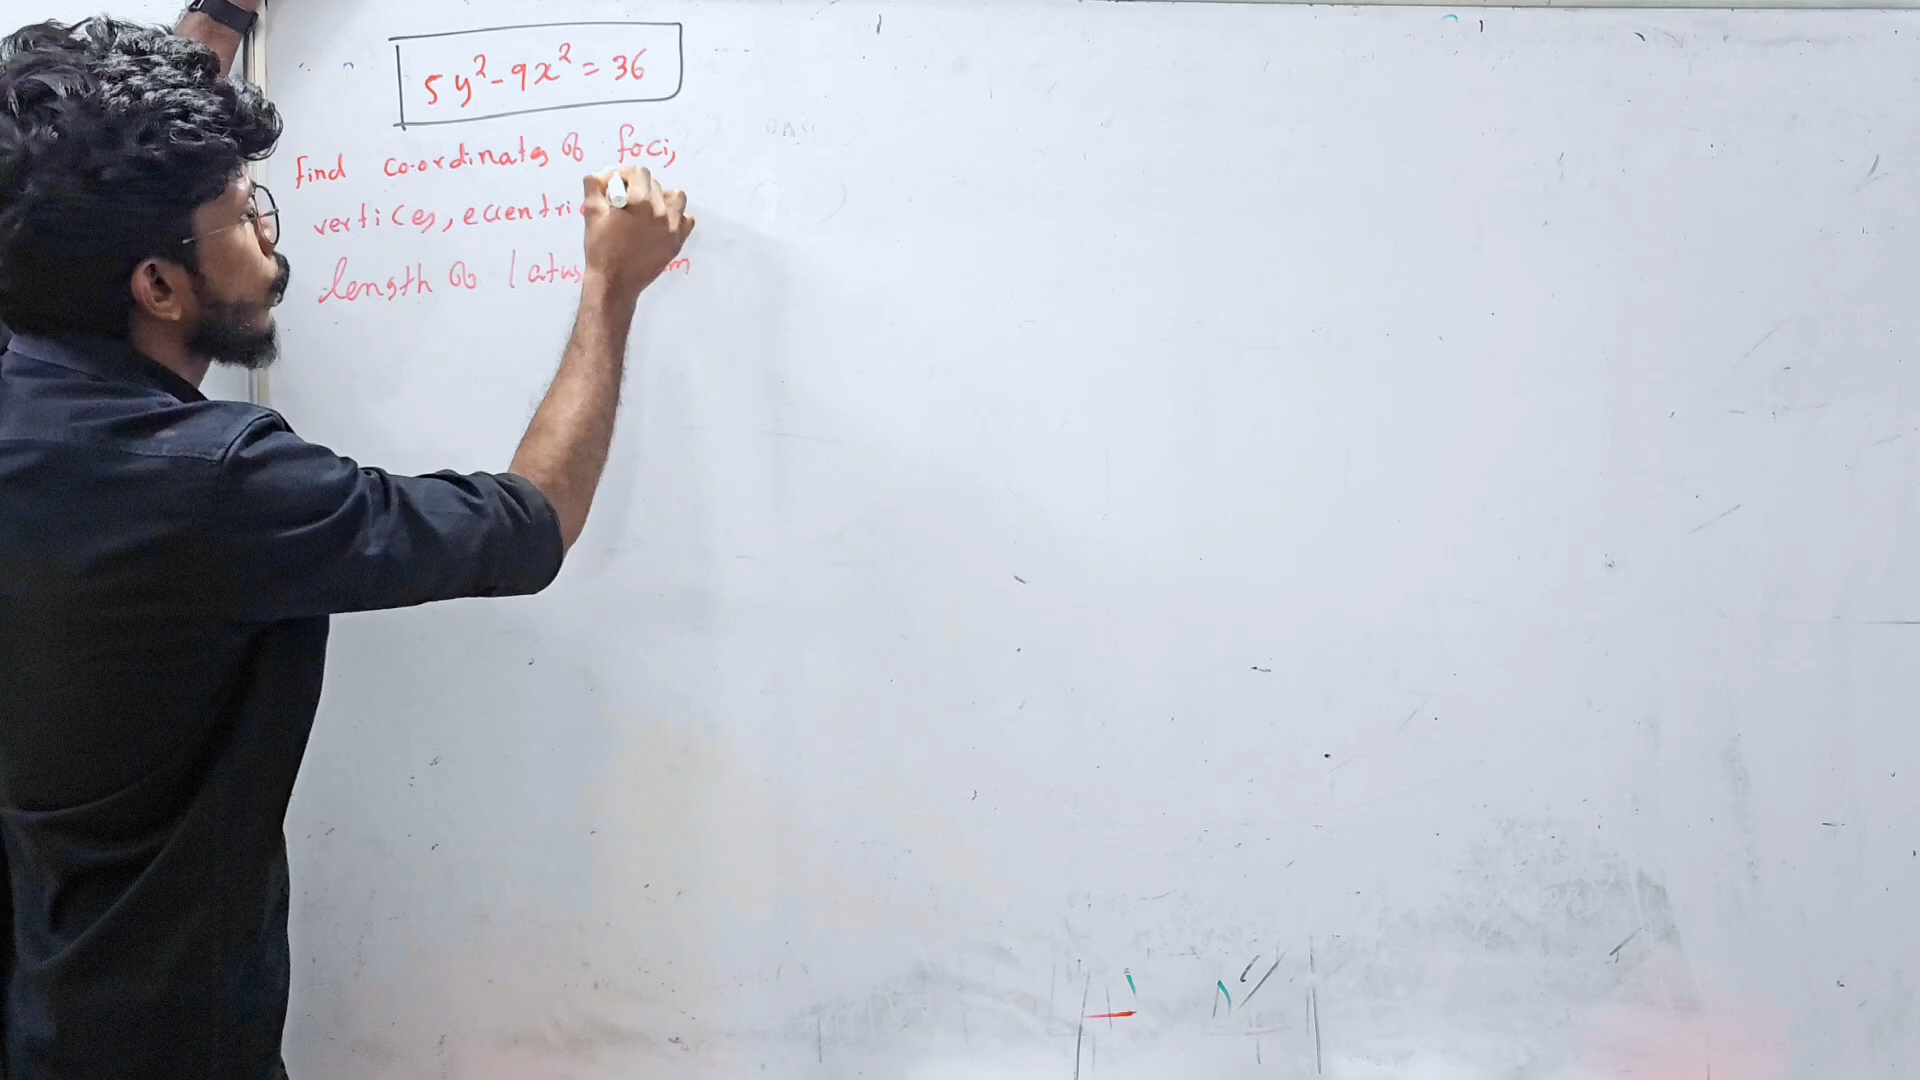 5y² - 9x² = 36
find co-ordinates of foci,
vertices, eccentri
length of latus